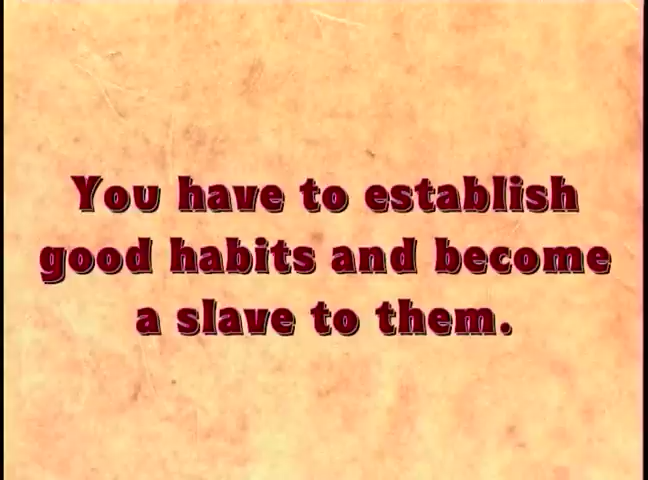 You have to establish
good habits and become
a slave to them.